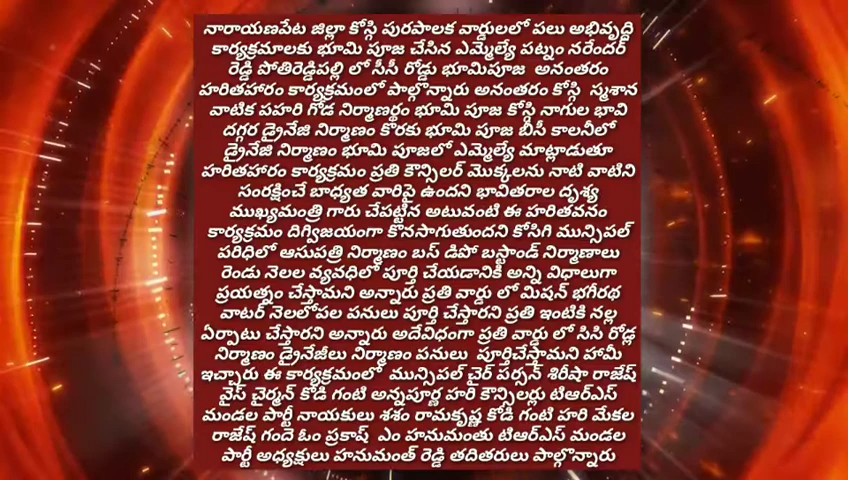 నారాయణపేట జిల్లా కోస్గి పురపాలక వార్డులలో పలు అభివృద్ధి
కార్యక్రమాలకు భూమి పూజ చేసిన ఎమ్మెల్యే పట్నం నరేందర్
రెడ్డి పోతిరెడ్డిపల్లి లో సీసీ రోడ్డు భూమిపూజ అనంతరం
హరితహారం కార్యక్రమంలో పాల్గొన్నారు అనంతరం కోస్గి స్మశాన
వాటిక పహరి గోడ నిర్మాణర్థం భూమి పూజ కోస్గి నాగుల భావి
దగ్గర డ్రైనేజి నిర్మాణం కొరకు భూమి పూజ బీసీ కాలనీలో
డ్రైనేజి నిర్మాణం భూమి పూజలో ఎమ్మెల్యే మాట్లాడుతూ
హరితహారం కార్యక్రమం ప్రతి కౌన్సిలర్ మొక్కలను నాటి వాటిని
సంరక్షించే బాధ్యత వారిపై ఉందని భావితరాల దృశ్య
ముఖ్యమంత్రి గారు చేపట్టిన అటువంటి ఈ హరితవనం
కార్యక్రమం దిగ్విజయంగా కొనసాగుతుందని కోసిగి మున్సిపల్
పరిధిలో ఆసుపత్రి నిర్మాణం బస్ డిపో బస్టాండ్ నిర్మాణాలు
రెండు నెలల వ్యవధిలో పూర్తి చేయడానికి అన్ని విధాలుగా
ప్రయత్నం చేస్తామని అన్నారు ప్రతి వార్డు లో మిషన్ భగీరథ
వాటర్ నెలలోపల పనులు పూర్తి చేస్తారని ప్రతి ఇంటికి నల్ల
ఏర్పాటు చేస్తారని అన్నారు అదేవిధంగా ప్రతి వార్డు లో సిసి రోడ్ల
నిర్మాణం డ్రైనేజీలు నిర్మాణం పనులు పూర్తిచేస్తామని హామీ
ఇచ్చారు ఈ కార్యక్రమంలో మున్సిపల్ చైర్ పర్సన్ శిరీషా రాజేష్
వైస్ చైర్మన్ కోడి గంటి అన్నపూర్ణ హరి కౌన్సిలర్లు టిఆర్ఎస్
మండల పార్టీ నాయకులు శశం రామకృష్ణ కోడి గంటి హరి మేకల
రాజేష్ గందె ఓం ప్రకాష్ ఎం హనుమంతు టిఆర్ఎస్ మండల
పార్టీ అధ్యక్షులు హనుమంత్ రెడ్డి తదితరులు పాల్గొన్నారు